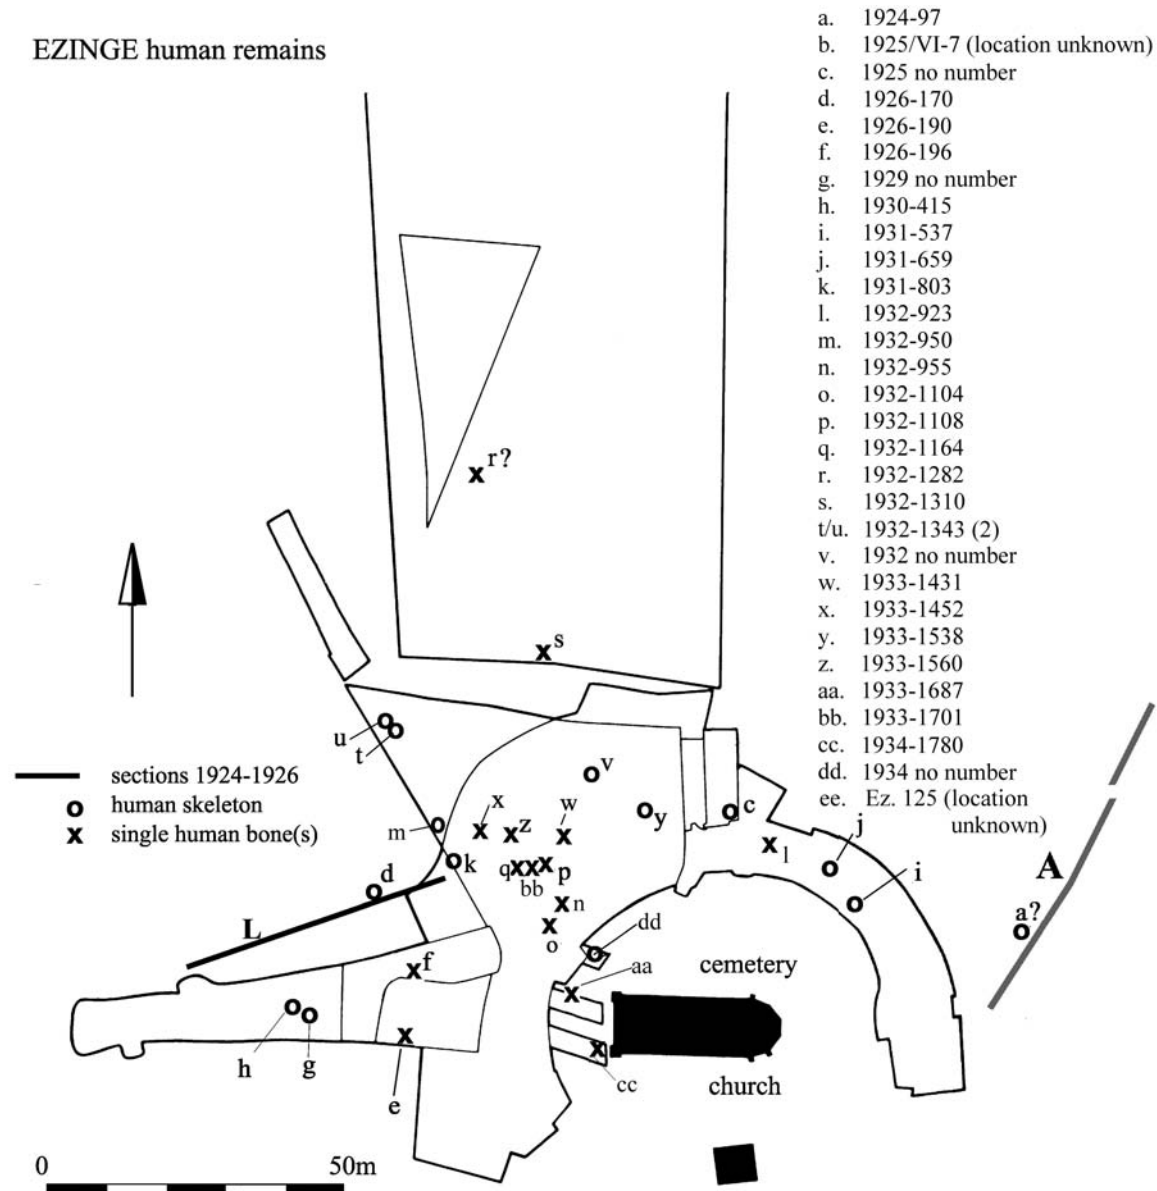 EZINGE human remains
a. 1924-97
b. 1925/VI-7 (location unknown)
c. 1925 no number
d. 1926-170
e. 1926-190
f. 1926-196
g. 1929 no number
h. 1930-415
i. 1931-537
j. 1931-659
k. 1931-803
l. 1932-923
m. 1932-950
n. 1932-955
o. 1932-1104
p. 1932-1108
q. 1932-1164
r. 1932-1282
s. 1932-1310
t/u. 1932-1343 (2)
v. 1932 no number
w. 1933-1431
x. 1933-1452
y. 1933-1538
z. 1933-1560
aa. 1933-1687
bb. 1933-1701
cc. 1934-1780
dd. 1934 no number
ee. Ez. 125 (location
unknown)
r?
s
u
t
v
sections 1924-1926
human skeleton
single human bone(s)
x
z
w
y
c
m
k
q
bb
p
l
j
i
A
d
n
o
a?
L
dd
f
aa
cemetery
h
g
e
cc
church
0 50m